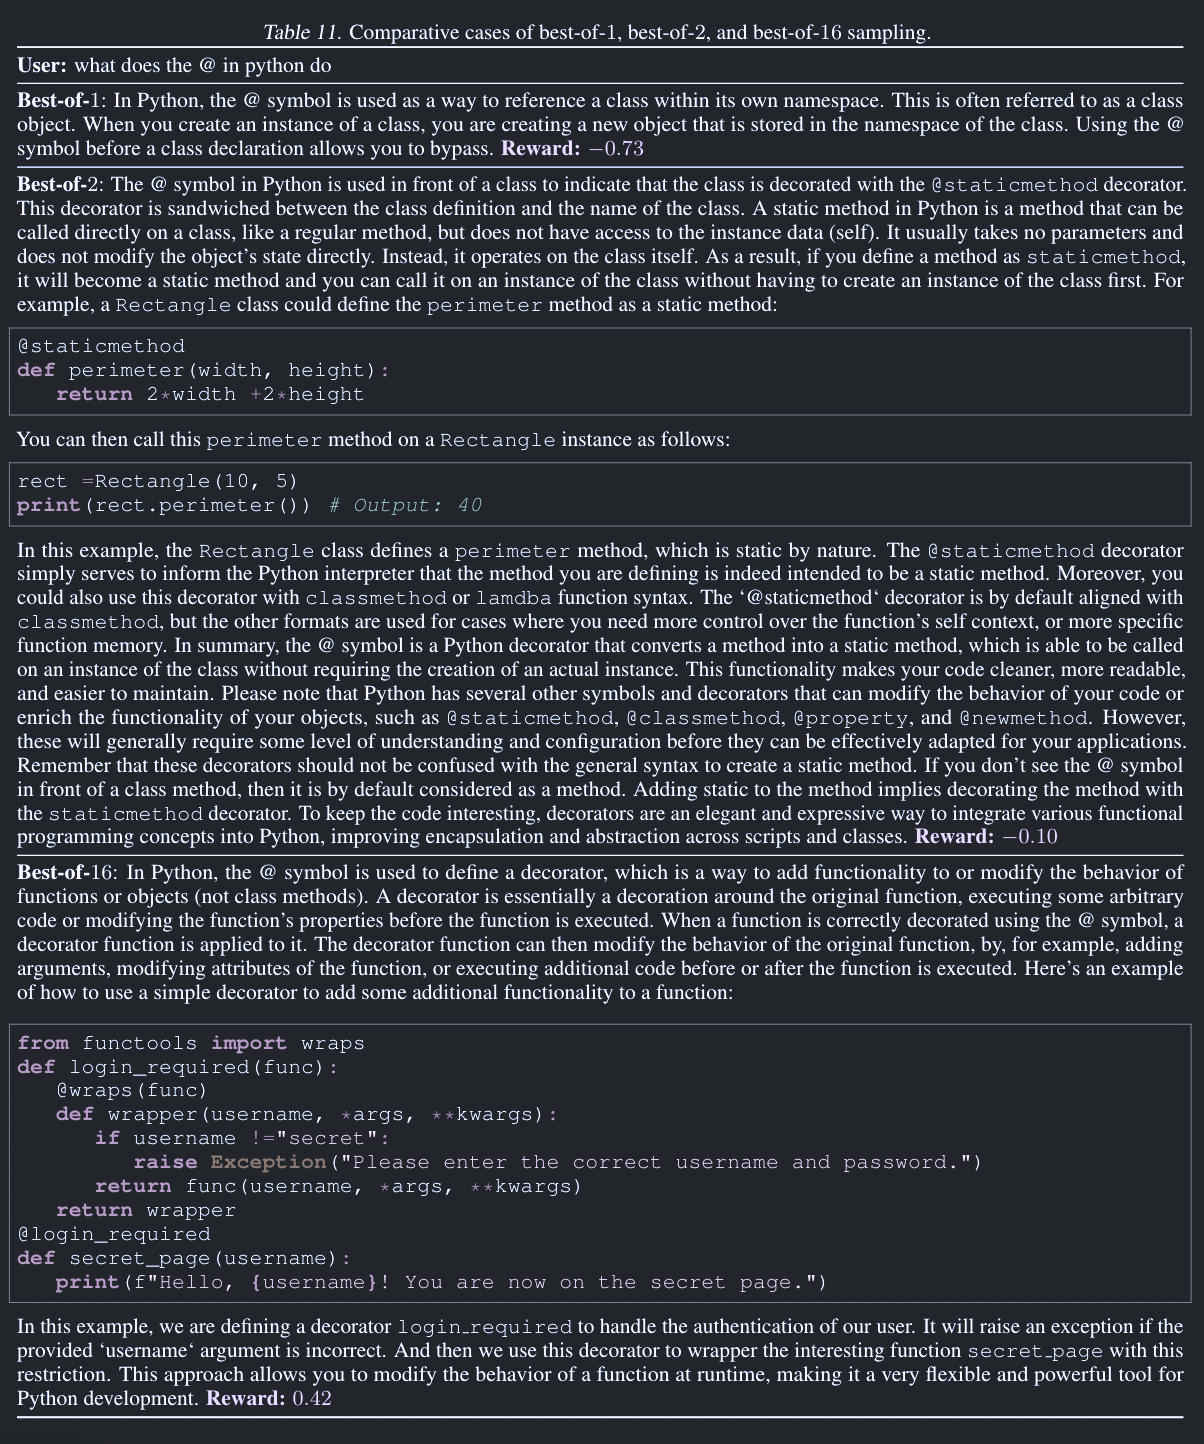 Table 11. Comparative cases of best-of-1, best-of-2, and best-of-16 sampling.
User: what does the @ in python do
Best-of-1: In Python, the @ symbol is used as a way to reference a class within its own namespace. This is often referred to as a class
object. When you create an instance of a class, you are creating a new object that is stored in the namespace of the class. Using the @
symbol before a class declaration allows you to bypass. Reward: −0.73
Best-of-2: The @ symbol in Python is used in front of a class to indicate that the class is decorated with the @staticmethod decorator.
This decorator is sandwiched between the class definition and the name of the class. A static method in Python is a method that can be
called directly on a class, like a regular method, but does not have access to the instance data (self). It usually takes no parameters and
does not modify the object's state directly. Instead, it operates on the class itself. As a result, if you define a method as staticmethod,
it will become a static method and you can call it on an instance of the class without having to create an instance of the class first. For
example, a Rectangle class could define the perimeter method as a static method:
@staticmethod
def perimeter(width, height):
   return 2*width +2*height
You can then call this perimeter method on a Rectangle instance as follows:
rect =Rectangle(10, 5)
print(rect.perimeter()) # Output: 40
In this example, the Rectangle class defines a perimeter method, which is static by nature. The @staticmethod decorator
simply serves to inform the Python interpreter that the method you are defining is indeed intended to be a static method. Moreover, you
could also use this decorator with classmethod or lamdba function syntax. The ‘@staticmethod‘ decorator is by default aligned with
classmethod, but the other formats are used for cases where you need more control over the function's self context, or more specific
function memory. In summary, the @ symbol is a Python decorator that converts a method into a static method, which is able to be called
on an instance of the class without requiring the creation of an actual instance. This functionality makes your code cleaner, more readable,
and easier to maintain. Please note that Python has several other symbols and decorators that can modify the behavior of your code or
enrich the functionality of your objects, such as @staticmethod, @classmethod, @property, and @newmethod. However,
these will generally require some level of understanding and configuration before they can be effectively adapted for your applications.
Remember that these decorators should not be confused with the general syntax to create a static method. If you don't see the @ symbol
in front of a class method, then it is by default considered as a method. Adding static to the method implies decorating the method with
the staticmethod decorator. To keep the code interesting, decorators are an elegant and expressive way to integrate various functional
programming concepts into Python, improving encapsulation and abstraction across scripts and classes. Reward: −0.10
Best-of-16: In Python, the @ symbol is used to define a decorator, which is a way to add functionality to or modify the behavior of
functions or objects (not class methods). A decorator is essentially a decoration around the original function, executing some arbitrary
code or modifying the function's properties before the function is executed. When a function is correctly decorated using the @ symbol, a
decorator function is applied to it. The decorator function can then modify the behavior of the original function, by, for example, adding
arguments, modifying attributes of the function, or executing additional code before or after the function is executed. Here's an example
of how to use a simple decorator to add some additional functionality to a function:
from functools import wraps
def login_required(func):
   @wraps(func)
   def wrapper(username, *args, **kwargs):
      if username !="secret":
         raise Exception("Please enter the correct username and password.")
      return func(username, *args, **kwargs)
   return wrapper
@login_required
def secret_page(username):
   print(f"Hello, {username}! You are now on the secret page.")
In this example, we are defining a decorator login_required to handle the authentication of our user. It will raise an exception if the
provided ‘username‘ argument is incorrect. And then we use this decorator to wrapper the interesting function secret_page with this
restriction. This approach allows you to modify the behavior of a function at runtime, making it a very flexible and powerful tool for
Python development. Reward: 0.42